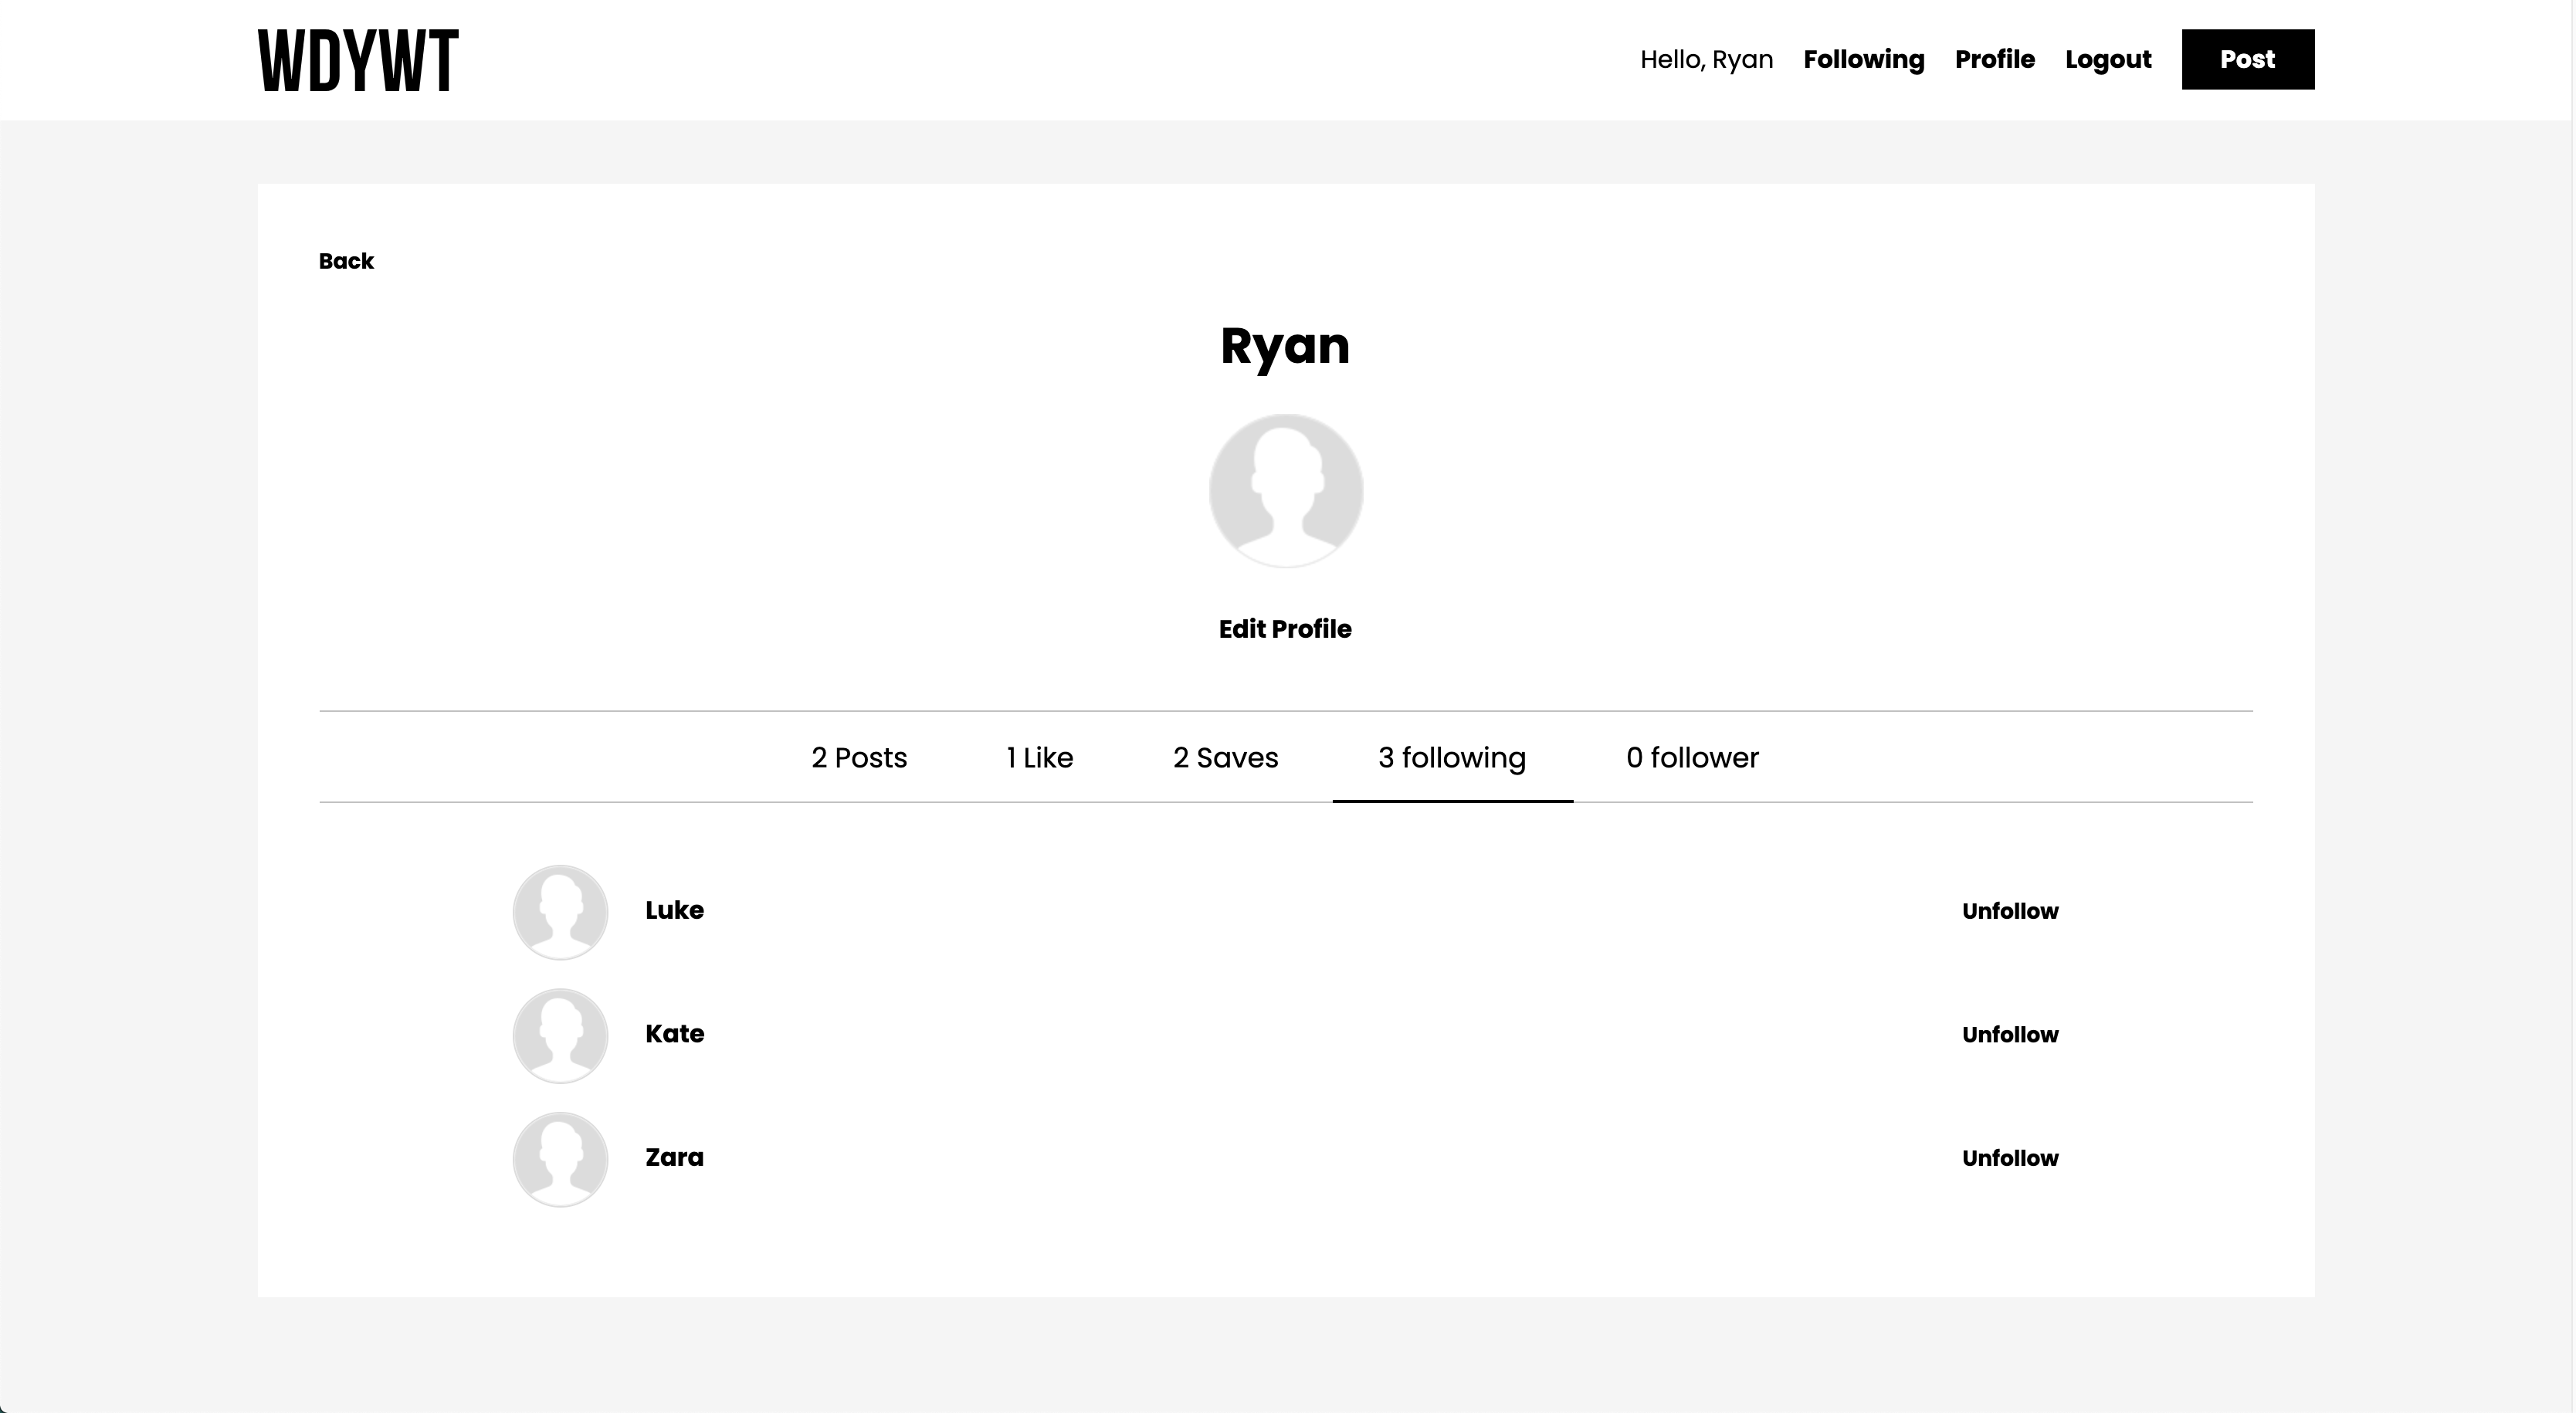 WDYWT
Hello, Ryan Following Profile Logout Post
Back
Ryan
Edit Profile
2 Posts 1 Like 2 Saves 3 following 0 follower
Luke Unfollow
Kate Unfollow
Zara Unfollow